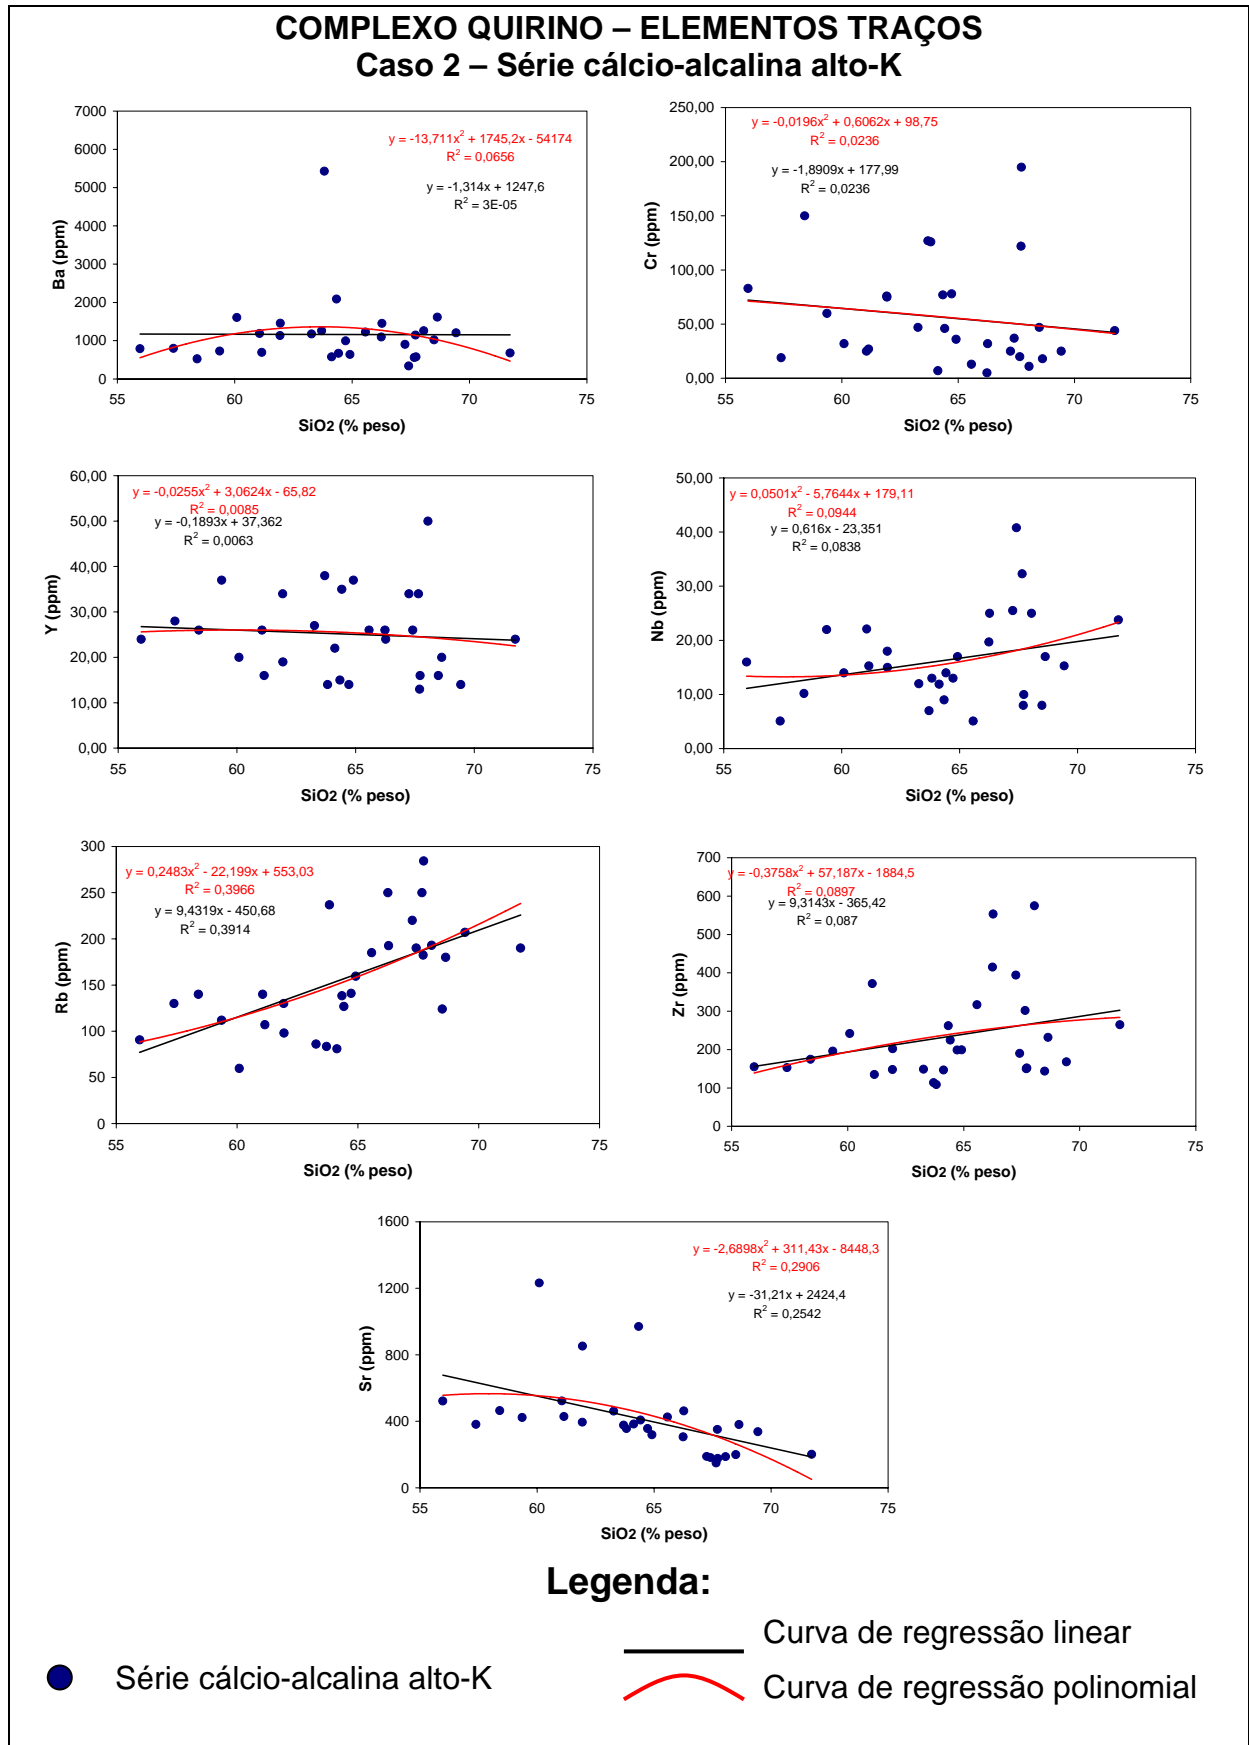 COMPLEXO QUIRINO – ELEMENTOS TRAÇOS
Caso 2 – Série cálcio-alcalina alto-K
7000
6000
5000
4000
3000
2000
1000
0
Ba (ppm)
y = -13,711x² + 1745,2x - 54174
R² = 0,0656
y = -1,314x + 1247,6
R² = 3E-05
55 60 65 70 75
SiO2 (% peso)
250,00
200,00
150,00
100,00
50,00
0,00
Cr (ppm)
y = -0,0196x² + 0,6062x + 98,75
R² = 0,0236
y = -1,8909x + 177,99
R² = 0,0236
55 60 65 70 75
SiO2 (% peso)
60,00
50,00
40,00
30,00
20,00
10,00
0,00
Y (ppm)
y = -0,0255x² + 3,0624x - 65,82
R² = 0,0085
y = -0,1893x + 37,362
R² = 0,0063
55 60 65 70 75
SiO2 (% peso)
50,00
40,00
30,00
20,00
10,00
0,00
Nb (ppm)
y = 0,0501x² - 5,7644x + 179,11
R² = 0,0944
y = 0,616x - 23,351
R² = 0,0838
55 60 65 70 75
SiO2 (% peso)
300
250
200
150
100
50
0
Rb (ppm)
y = 0,2483x² - 22,199x + 553,03
R² = 0,3966
y = 9,4319x - 450,68
R² = 0,3914
55 60 65 70 75
SiO2 (% peso)
700
600
500
400
300
200
100
0
Zr (ppm)
y = -0,3758x² + 57,187x - 1884,5
R² = 0,0897
y = 9,3143x - 365,42
R² = 0,087
55 60 65 70 75
SiO2 (% peso)
1600
1200
800
400
0
Sr (ppm)
y = -2,6898x² + 311,43x - 8448,3
R² = 0,2906
y = -31,21x + 2424,4
R² = 0,2542
55 60 65 70 75
SiO2 (% peso)
Legenda:
Série cálcio-alcalina alto-K
Curva de regressão linear
Curva de regressão polinomial